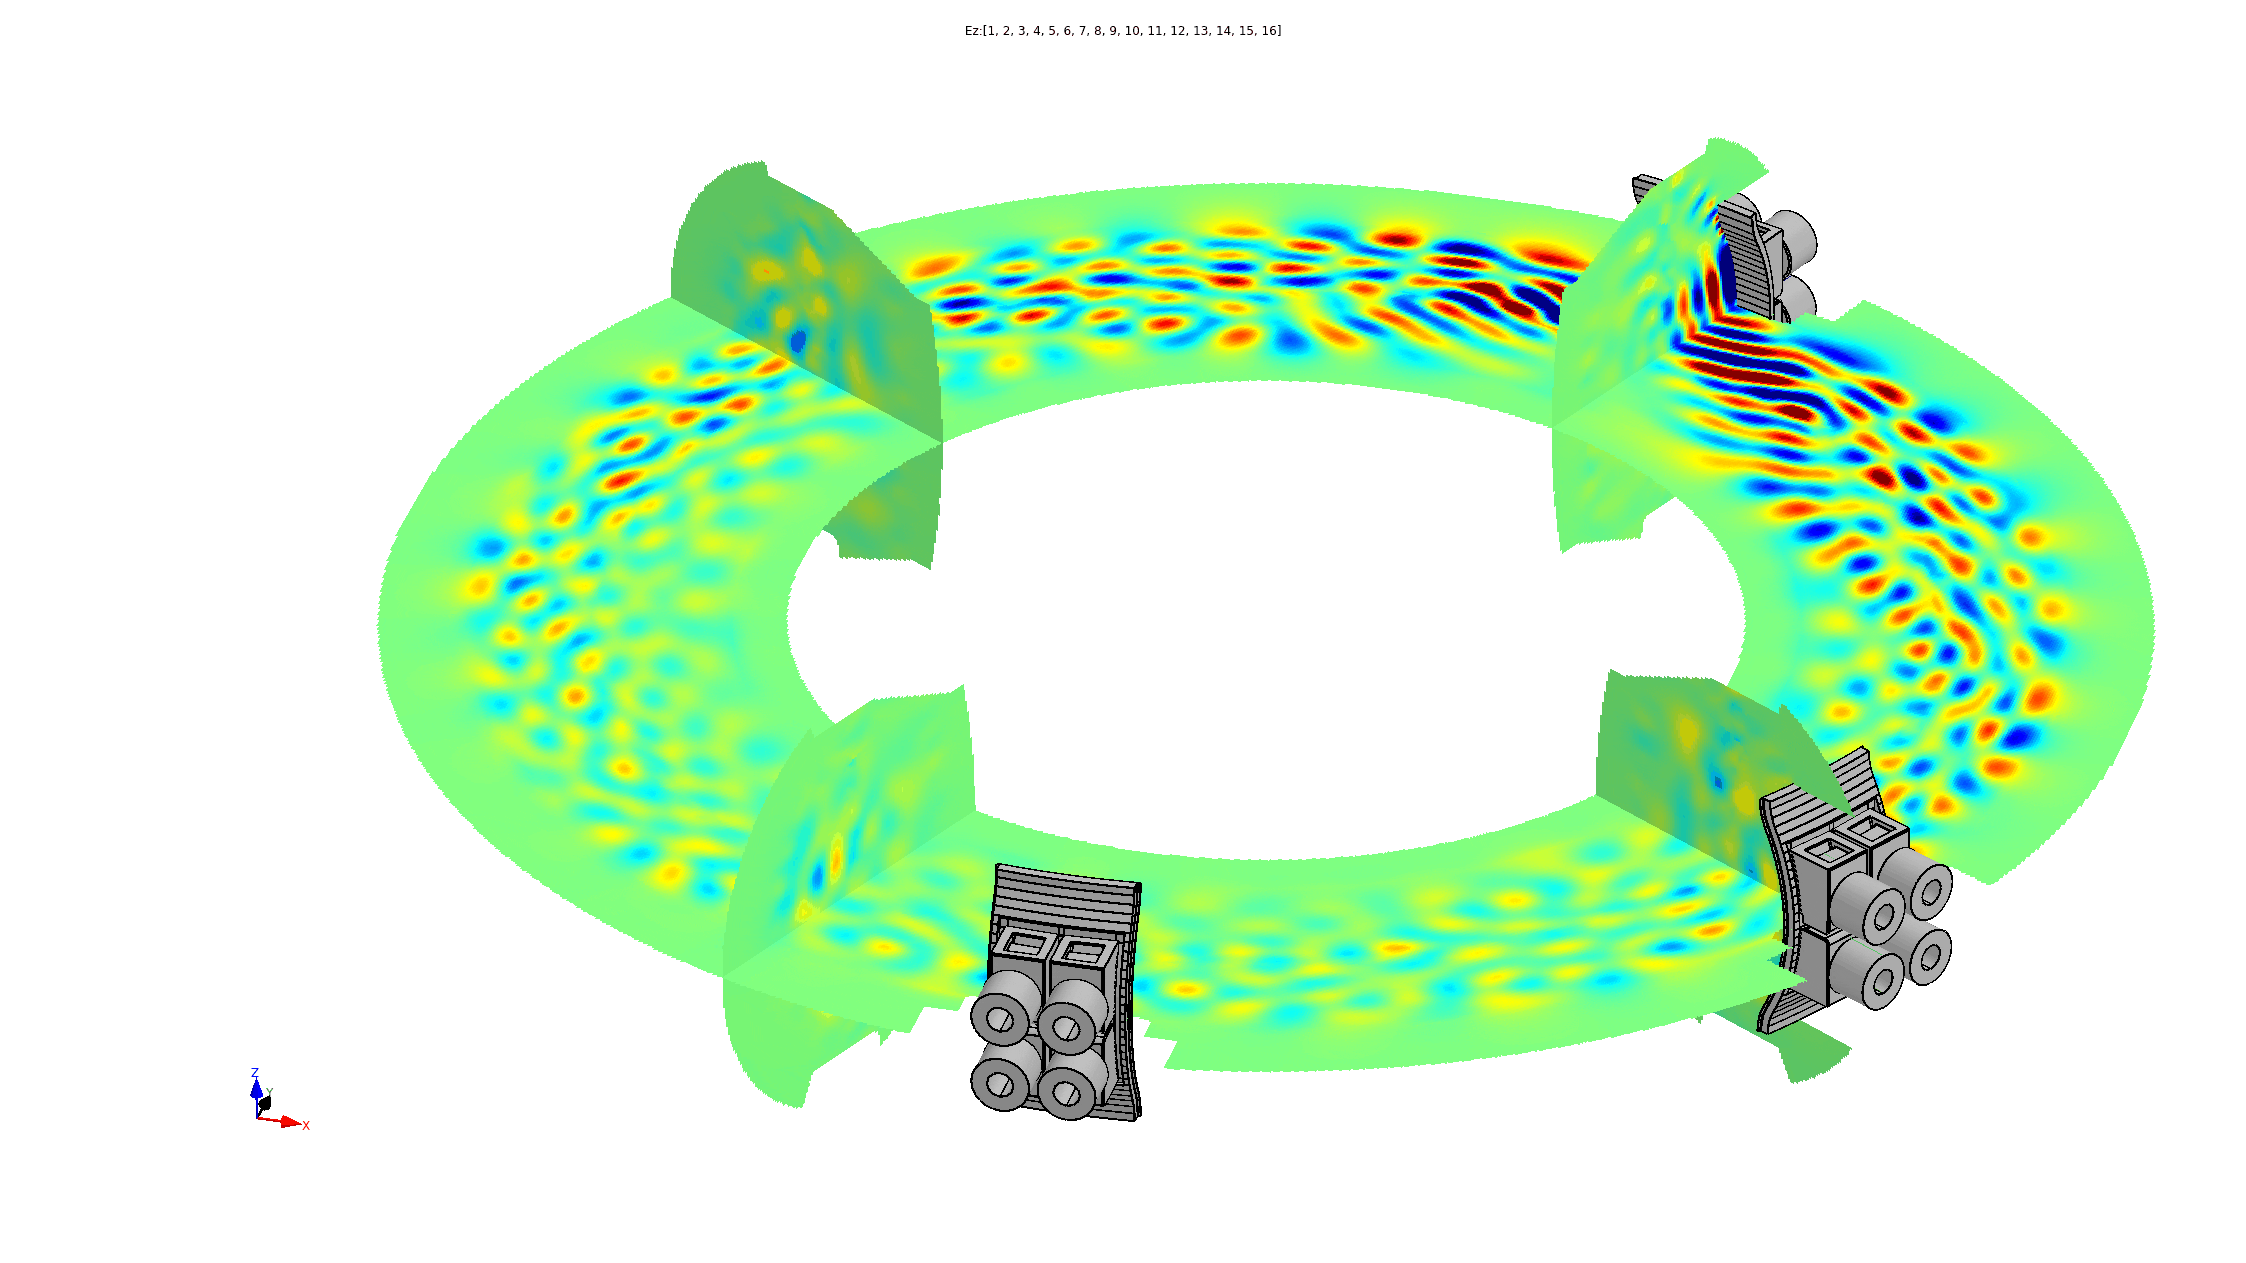 Ez:[1, 2, 3, 4, 5, 6, 7, 8, 9, 10, 11, 12, 13, 14, 15, 16]
Z
Y
X